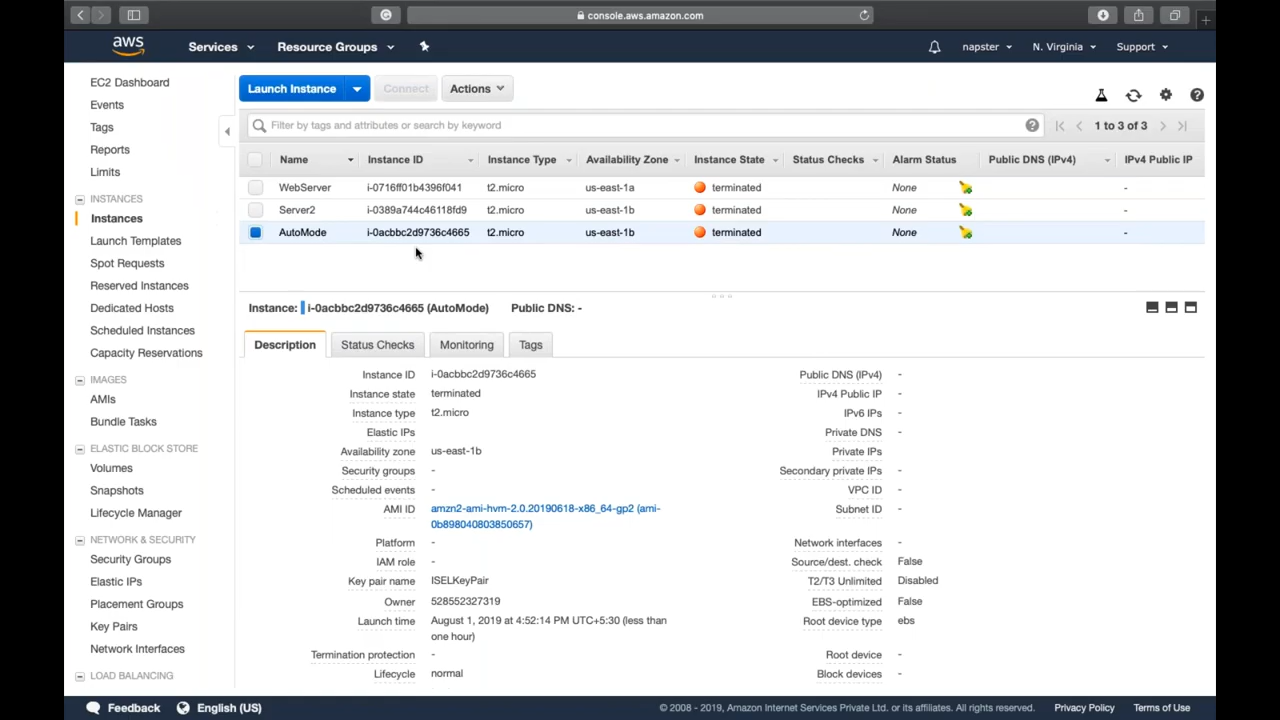 console.aws.amazon.com
aws Services Resource Groups napster N. Virginia Support
EC2 Dashboard
Events
Tags
Reports
Limits
INSTANCES
Instances
Launch Templates
Spot Requests
Reserved Instances
Dedicated Hosts
Scheduled Instances
Capacity Reservations
IMAGES
AMIs
Bundle Tasks
ELASTIC BLOCK STORE
Volumes
Snapshots
Lifecycle Manager
NETWORK & SECURITY
Security Groups
Elastic IPs
Placement Groups
Key Pairs
Network Interfaces
LOAD BALANCING
Launch Instance Connect Actions
Filter by tags and attributes or search by keyword 1 to 3 of 3
Name Instance ID Instance Type Availability Zone Instance State Status Checks Alarm Status Public DNS (IPv4) IPv4 Public IP
WebServer i-0716ff01b4396f041 t2.micro us-east-1a terminated None -
Server2 i-0389a744c46118fd9 t2.micro us-east-1b terminated None -
AutoMode i-0acbbc2d9736c4665 t2.micro us-east-1b terminated None -
Instance: i-0acbbc2d9736c4665 (AutoMode) Public DNS: -
Description Status Checks Monitoring Tags
Instance ID i-0acbbc2d9736c4665 Public DNS (IPv4) -
Instance state terminated IPv4 Public IP -
Instance type t2.micro IPv6 IPs -
Elastic IPs Private DNS -
Availability zone us-east-1b Private IPs -
Security groups - Secondary private IPs -
Scheduled events - VPC ID -
AMI ID amzn2-ami-hvm-2.0.20190618-x86_64-gp2 (ami- Subnet ID -
0b898040803850657)
Platform - Network interfaces -
IAM role - Source/dest. check False
Key pair name ISELKeyPair T2/T3 Unlimited Disabled
Owner 528552327319 EBS-optimized False
Launch time August 1, 2019 at 4:52:14 PM UTC+5:30 (less than Root device type ebs
one hour)
Termination protection - Root device -
Lifecycle normal Block devices -
Feedback English (US) © 2008 - 2019, Amazon Internet Services Private Ltd. or its affiliates. All rights reserved. Privacy Policy Terms of Use